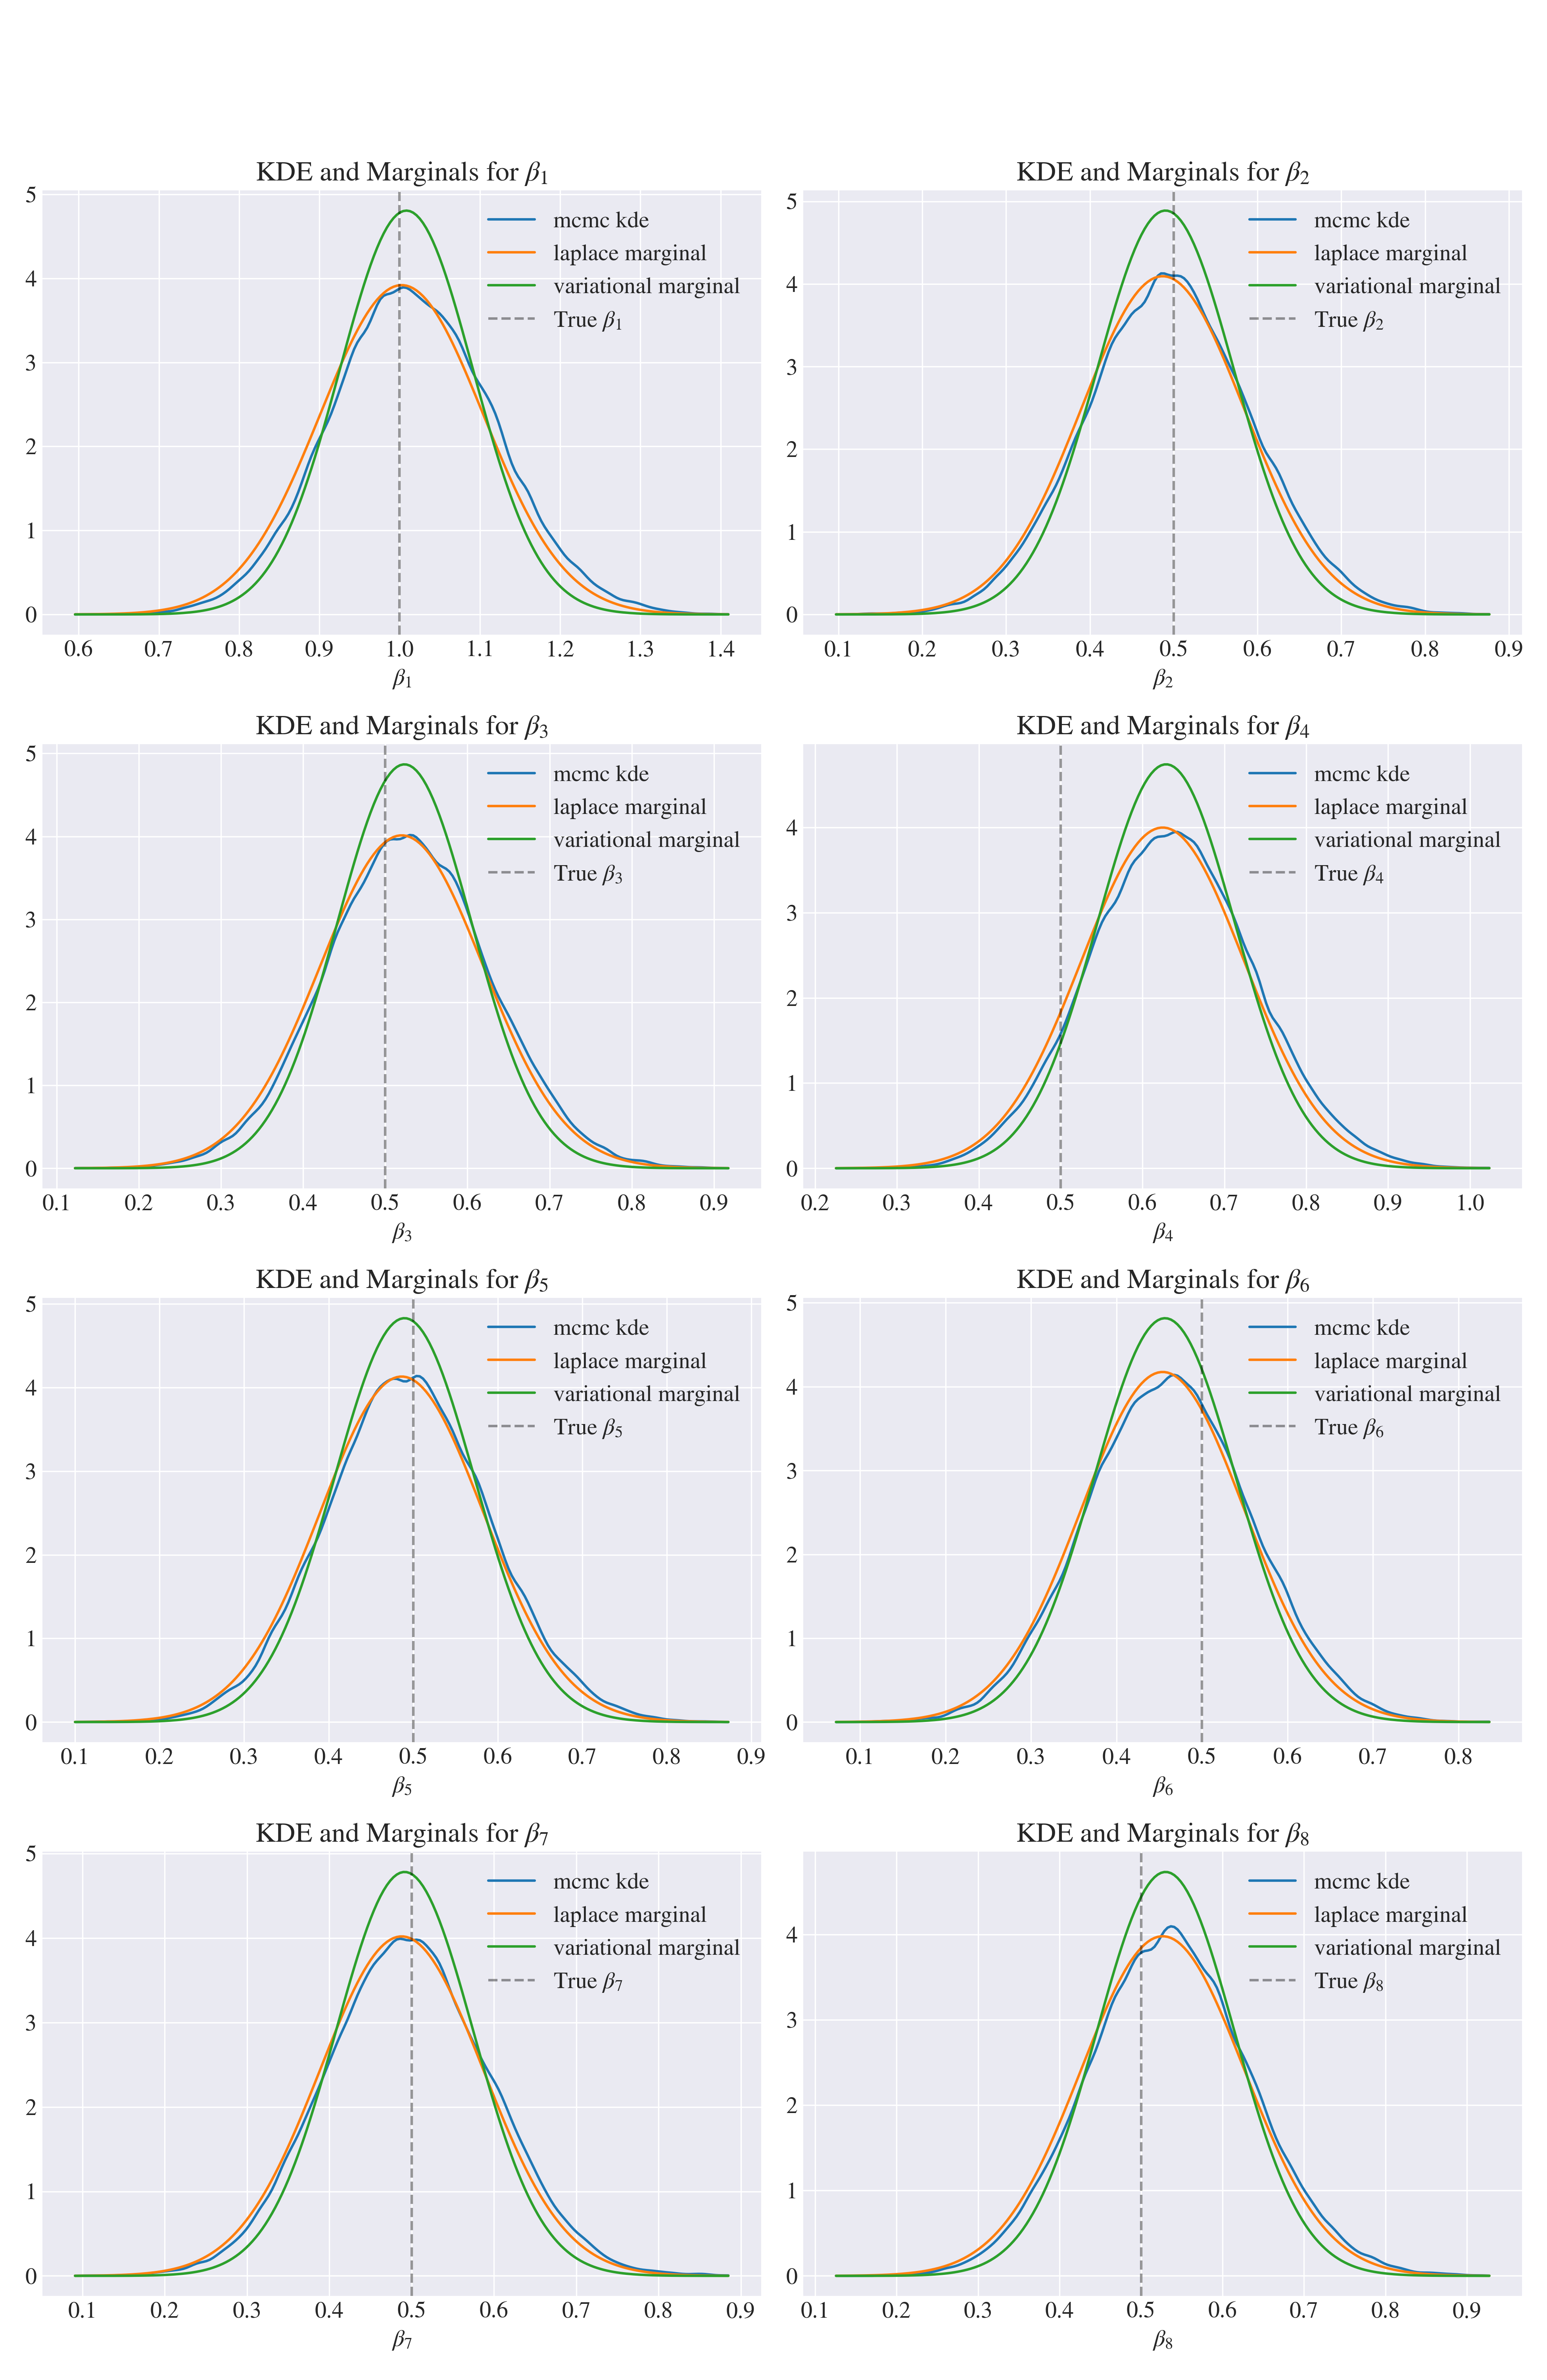 KDE and Marginals for β₁
5
4
3
2
1
0
mcmc kde
laplace marginal
variational marginal
True β₁
0.6 0.7 0.8 0.9 1.0 1.1 1.2 1.3 1.4
β₁
KDE and Marginals for β₂
5
4
3
2
1
0
mcmc kde
laplace marginal
variational marginal
True β₂
0.1 0.2 0.3 0.4 0.5 0.6 0.7 0.8 0.9
β₂
KDE and Marginals for β₃
5
4
3
2
1
0
mcmc kde
laplace marginal
variational marginal
True β₃
0.1 0.2 0.3 0.4 0.5 0.6 0.7 0.8 0.9
β₃
KDE and Marginals for β₄
4
3
2
1
0
mcmc kde
laplace marginal
variational marginal
True β₄
0.2 0.3 0.4 0.5 0.6 0.7 0.8 0.9 1.0
β₄
KDE and Marginals for β₅
5
4
3
2
1
0
mcmc kde
laplace marginal
variational marginal
True β₅
0.1 0.2 0.3 0.4 0.5 0.6 0.7 0.8 0.9
β₅
KDE and Marginals for β₆
5
4
3
2
1
0
mcmc kde
laplace marginal
variational marginal
True β₆
0.1 0.2 0.3 0.4 0.5 0.6 0.7 0.8
β₆
KDE and Marginals for β₇
5
4
3
2
1
0
mcmc kde
laplace marginal
variational marginal
True β₇
0.1 0.2 0.3 0.4 0.5 0.6 0.7 0.8 0.9
β₇
KDE and Marginals for β₈
4
3
2
1
0
mcmc kde
laplace marginal
variational marginal
True β₈
0.1 0.2 0.3 0.4 0.5 0.6 0.7 0.8 0.9
β₈